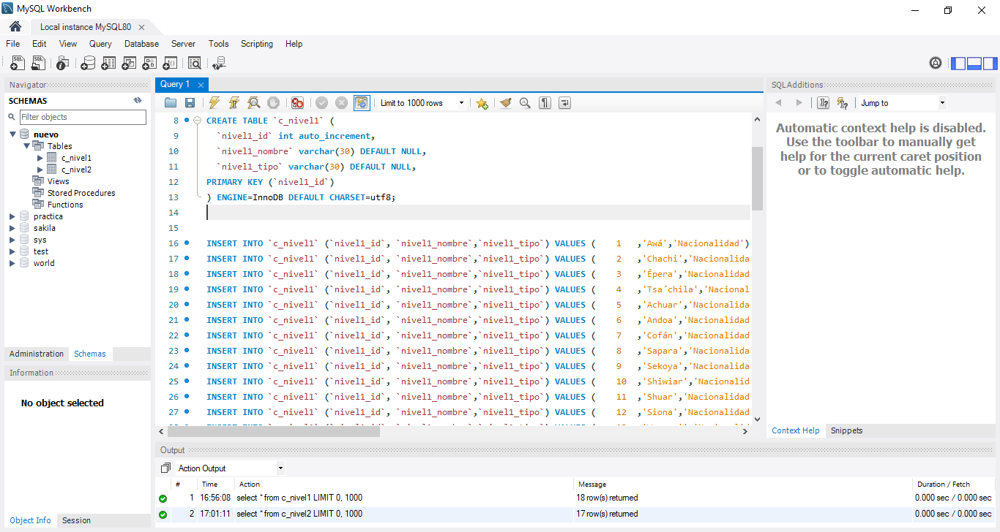 MySQL Workbench
Local instance MySQL80
File Edit View Query Database Server Tools Scripting Help
Navigator
SCHEMAS
Filter objects
nuevo
Tables
c_nivel1
c_nivel2
Views
Stored Procedures
Functions
practica
sakila
sys
test
world
Administration Schemas
Information
No object selected
Object Info Session
Query 1
Limit to 1000 rows
8 CREATE TABLE `c_nivel1` (
9 `nivel1_id` int auto_increment,
10 `nivel1_nombre` varchar(30) DEFAULT NULL,
11 `nivel1_tipo` varchar(30) DEFAULT NULL,
12 PRIMARY KEY (`nivel1_id`)
13 ) ENGINE=InnoDB DEFAULT CHARSET=utf8;
14
15
16 INSERT INTO `c_nivel1` (`nivel1_id`, `nivel1_nombre`,`nivel1_tipo`) VALUES ( 1 ,'Awá','Nacionalidad')
17 INSERT INTO `c_nivel1` (`nivel1_id`, `nivel1_nombre`,`nivel1_tipo`) VALUES ( 2 ,'Chachi','Nacionalida
18 INSERT INTO `c_nivel1` (`nivel1_id`, `nivel1_nombre`,`nivel1_tipo`) VALUES ( 3 ,'Épera','Nacionalidad
19 INSERT INTO `c_nivel1` (`nivel1_id`, `nivel1_nombre`,`nivel1_tipo`) VALUES ( 4 ,'Tsa´chila','Nacional
20 INSERT INTO `c_nivel1` (`nivel1_id`, `nivel1_nombre`,`nivel1_tipo`) VALUES ( 5 ,'Achuar','Nacionalida
21 INSERT INTO `c_nivel1` (`nivel1_id`, `nivel1_nombre`,`nivel1_tipo`) VALUES ( 6 ,'Andoa','Nacionalidad
22 INSERT INTO `c_nivel1` (`nivel1_id`, `nivel1_nombre`,`nivel1_tipo`) VALUES ( 7 ,'Cofán','Nacionalidad
23 INSERT INTO `c_nivel1` (`nivel1_id`, `nivel1_nombre`,`nivel1_tipo`) VALUES ( 8 ,'Sapara','Nacionalida
24 INSERT INTO `c_nivel1` (`nivel1_id`, `nivel1_nombre`,`nivel1_tipo`) VALUES ( 9 ,'Sekoya','Nacionalida
25 INSERT INTO `c_nivel1` (`nivel1_id`, `nivel1_nombre`,`nivel1_tipo`) VALUES ( 10 ,'Shiwiar','Nacionalid
26 INSERT INTO `c_nivel1` (`nivel1_id`, `nivel1_nombre`,`nivel1_tipo`) VALUES ( 11 ,'Shuar','Nacionalidad
27 INSERT INTO `c_nivel1` (`nivel1_id`, `nivel1_nombre`,`nivel1_tipo`) VALUES ( 12 ,'Siona','Nacionalidad
SQLAdditions
Jump to
Automatic context help is disabled.
Use the toolbar to manually get
help for the current caret position
or to toggle automatic help.
Context Help Snippets
Output
Action Output
# Time Action Message Duration / Fetch
1 16:56:08 select * from c_nivel1 LIMIT 0, 1000 18 row(s) returned 0.000 sec / 0.000 sec
2 17:01:11 select * from c_nivel2 LIMIT 0, 1000 17 row(s) returned 0.000 sec / 0.000 sec